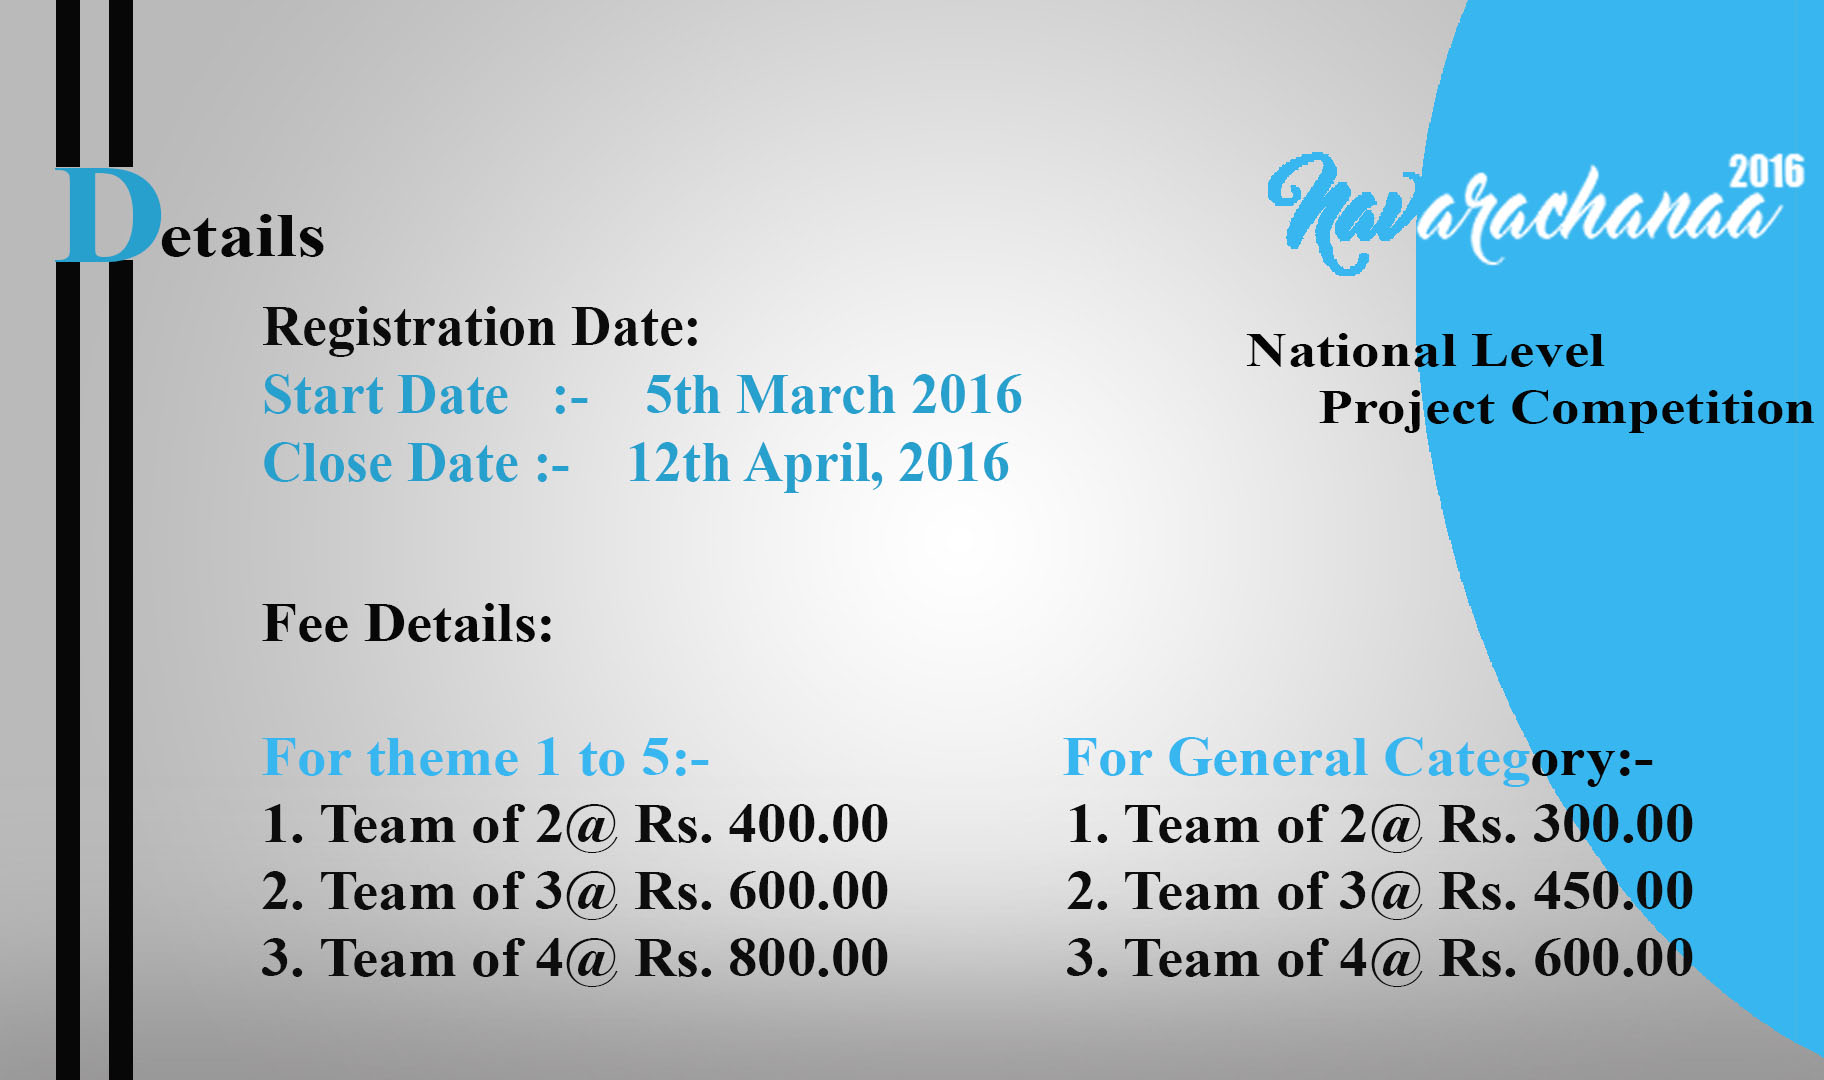 Details
Navarachanaa 2016
National Level
Project Competition
Registration Date:
Start Date :- 5th March 2016
Close Date :- 12th April, 2016
Fee Details:
For theme 1 to 5:-
1. Team of 2@ Rs. 400.00
2. Team of 3@ Rs. 600.00
3. Team of 4@ Rs. 800.00
For General Category:-
1. Team of 2@ Rs. 300.00
2. Team of 3@ Rs. 450.00
3. Team of 4@ Rs. 600.00